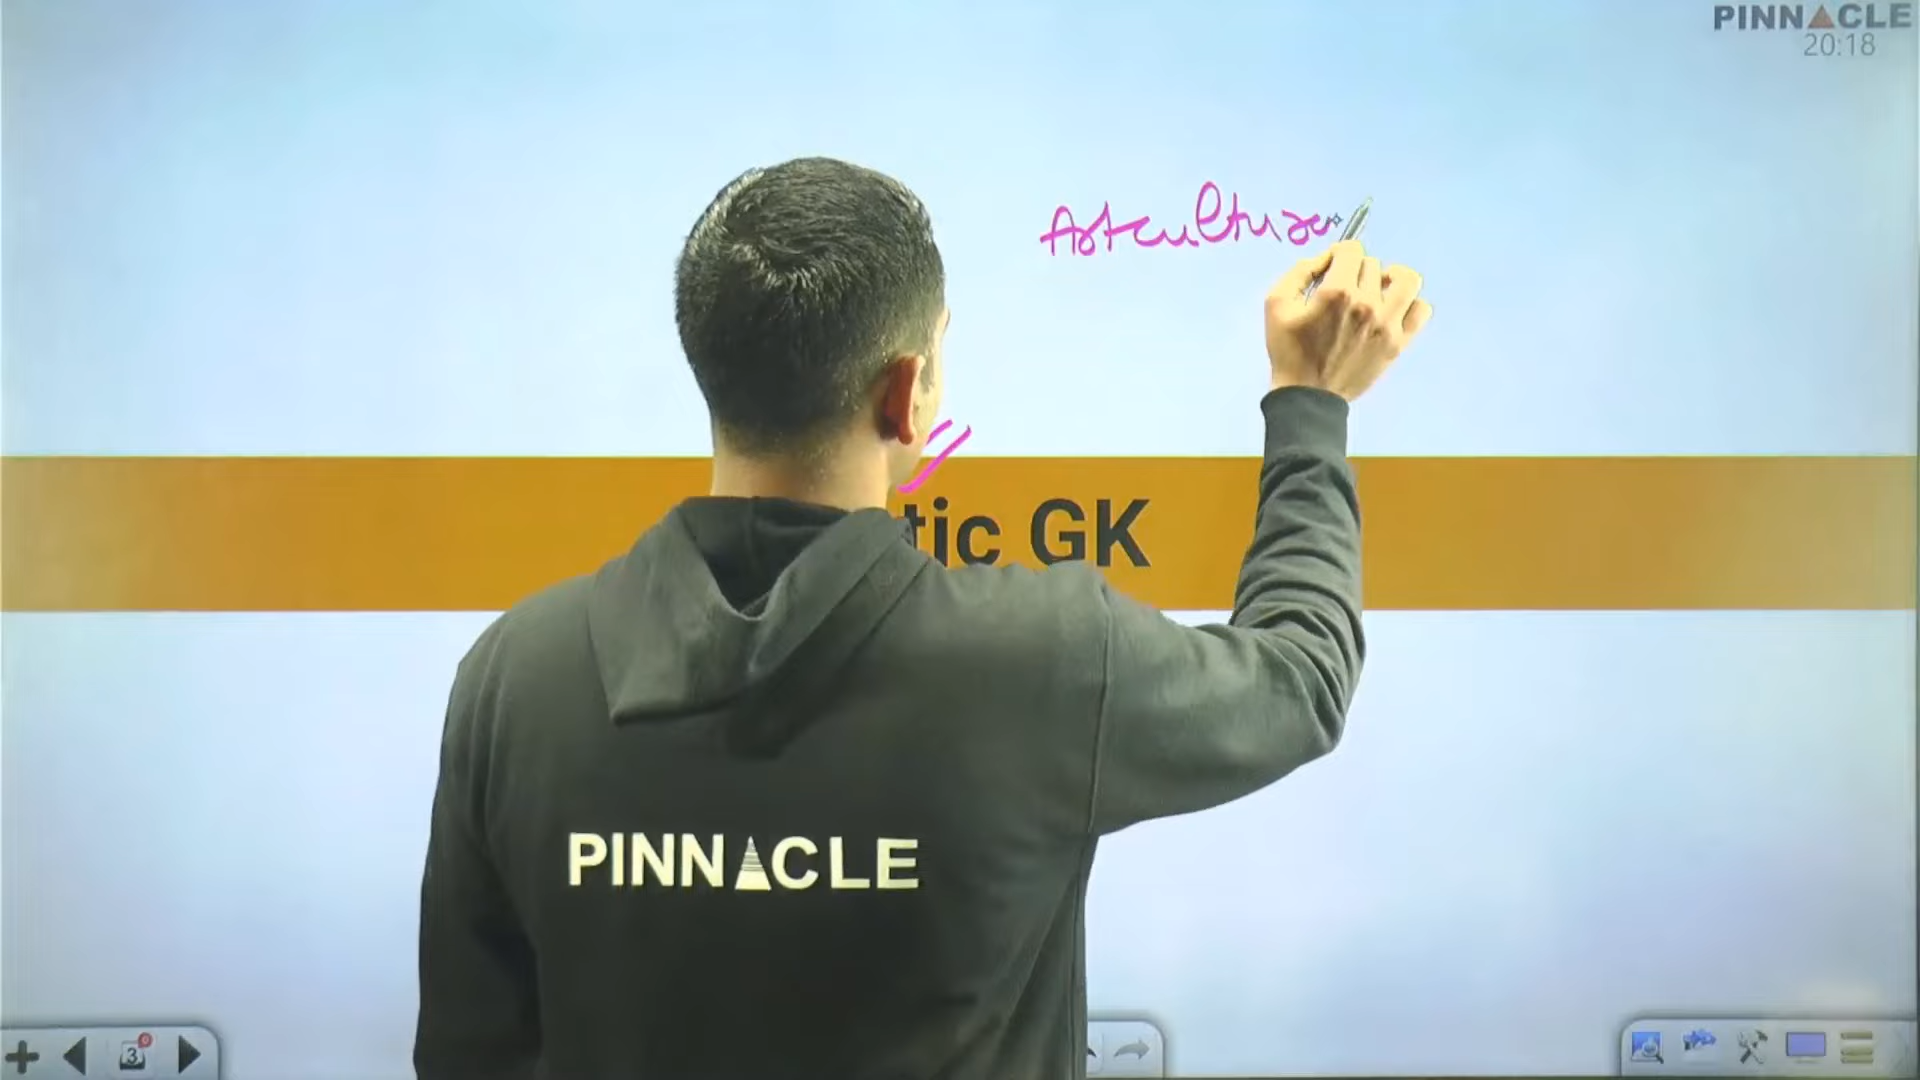 PINNACLE
20:18
Artculture
tic GK
PINNACLE
3